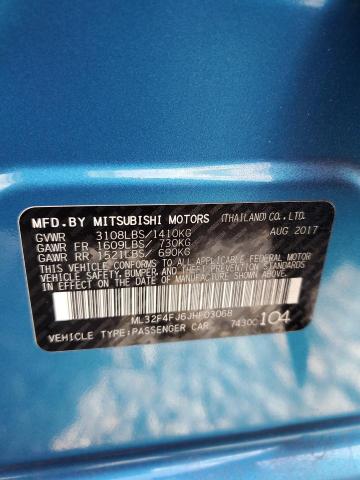 MFD.BY MITSUBISHI MOTORS (THAILAND) CO., LTD.
GVWR 3108LBS/1410KG AUG 2017
GAWR FR 1609LBS/ 730KG
GAWR RR 1521LBS/ 690KG
THIS VEHICLE CONFORMS TO ALL APPLICABLE FEDERAL MOTOR
VEHICLE SAFETY, BUMPER, AND THEFT PREVENTION STANDARDS
IN EFFECT ON THE DATE OF MANUFACTURE SHOWN ABOVE.
ML32F4FJ6JHF03068
VEHICLE TYPE:PASSENGER CAR 7430C 104